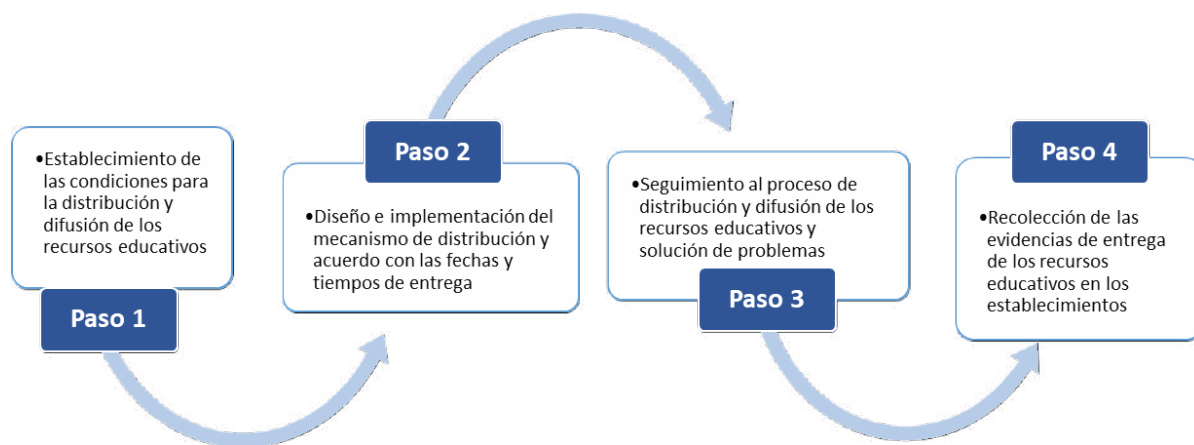 •Establecimiento de
las condiciones para
la distribución y
difusión de los
recursos educativos
Paso 1
Paso 2
•Diseño e implementación del
mecanismo de distribución y
acuerdo con las fechas y
tiempos de entrega
•Seguimiento al proceso de
distribución y difusión de los
recursos educativos y
solución de problemas
Paso 3
Paso 4
•Recolección de las
evidencias de entrega
de los recursos
educativos en los
establecimientos